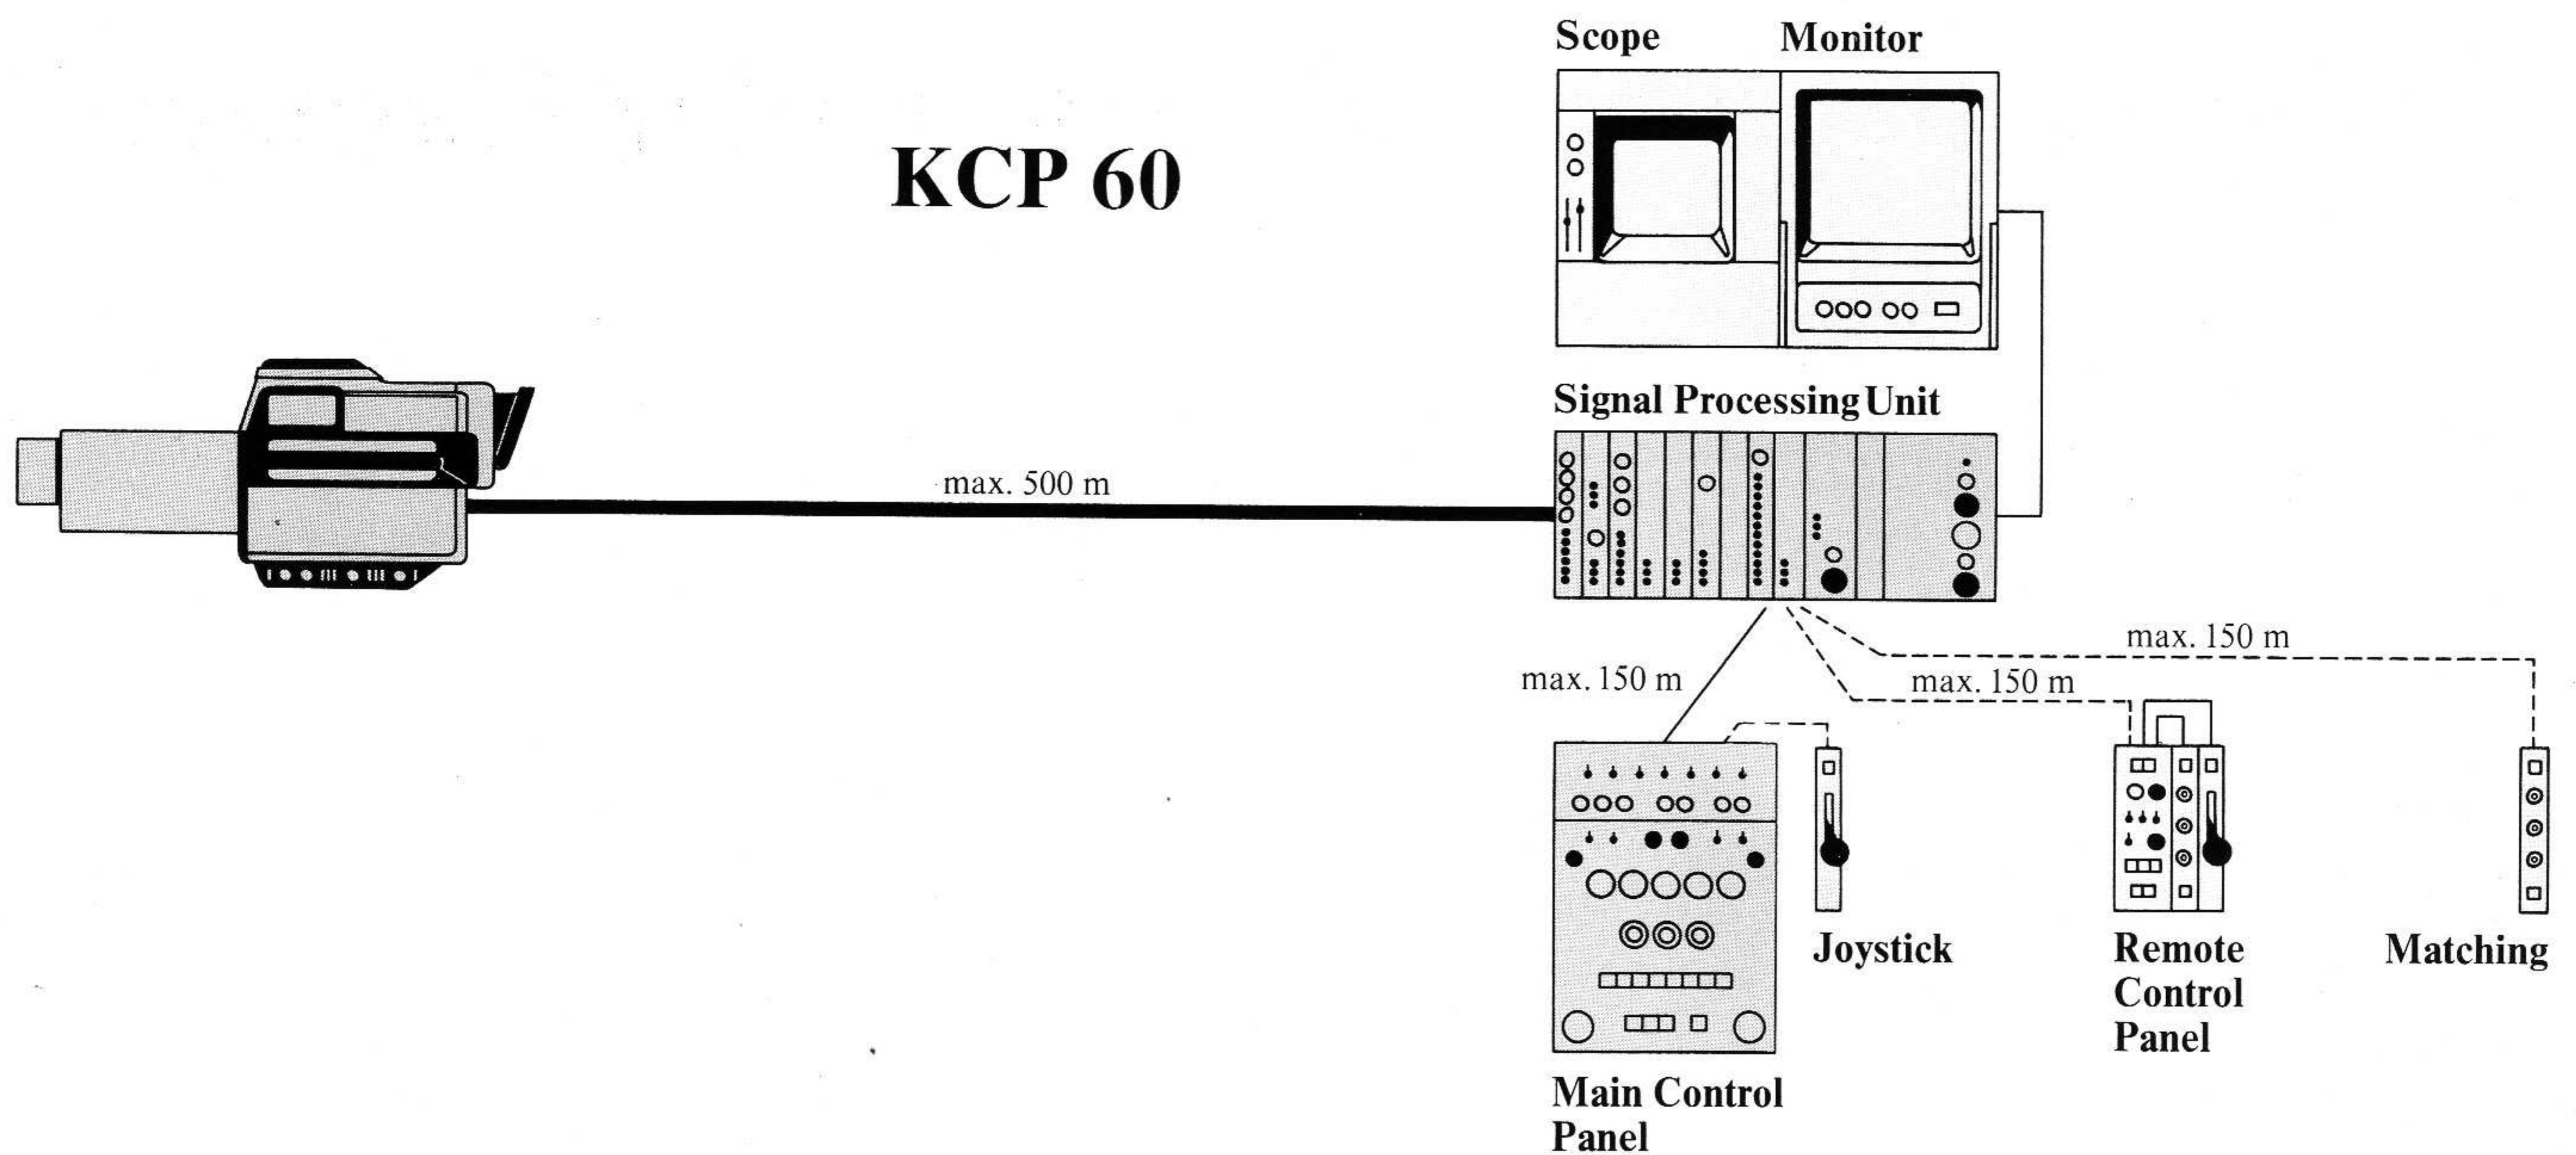 Scope
Monitor
KCP 60
Signal Processing Unit
max. 500 m
max. 150 m
max. 150 m
max. 150 m
Joystick
Remote
Control
Panel
Matching
Main Control
Panel